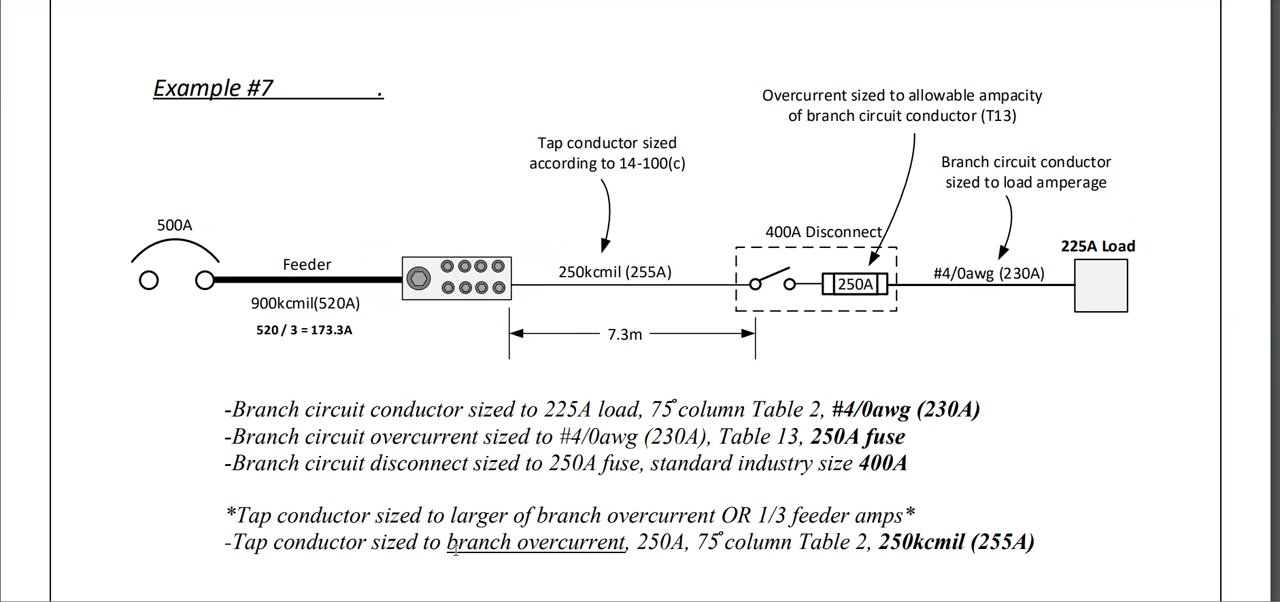 Example #7 .
Overcurrent sized to allowable ampacity
of branch circuit conductor (T13)
Tap conductor sized
according to 14-100(c)
Branch circuit conductor
sized to load amperage
500A
400A Disconnect
225A Load
Feeder
250kcmil (255A)
250A
#4/0awg (230A)
900kcmil(520A)
520 / 3 = 173.3A
7.3m
-Branch circuit conductor sized to 225A load, 75° column Table 2, #4/0awg (230A)
-Branch circuit overcurrent sized to #4/0awg (230A), Table 13, 250A fuse
-Branch circuit disconnect sized to 250A fuse, standard industry size 400A
*Tap conductor sized to larger of branch overcurrent OR 1/3 feeder amps*
-Tap conductor sized to branch overcurrent, 250A, 75° column Table 2, 250kcmil (255A)